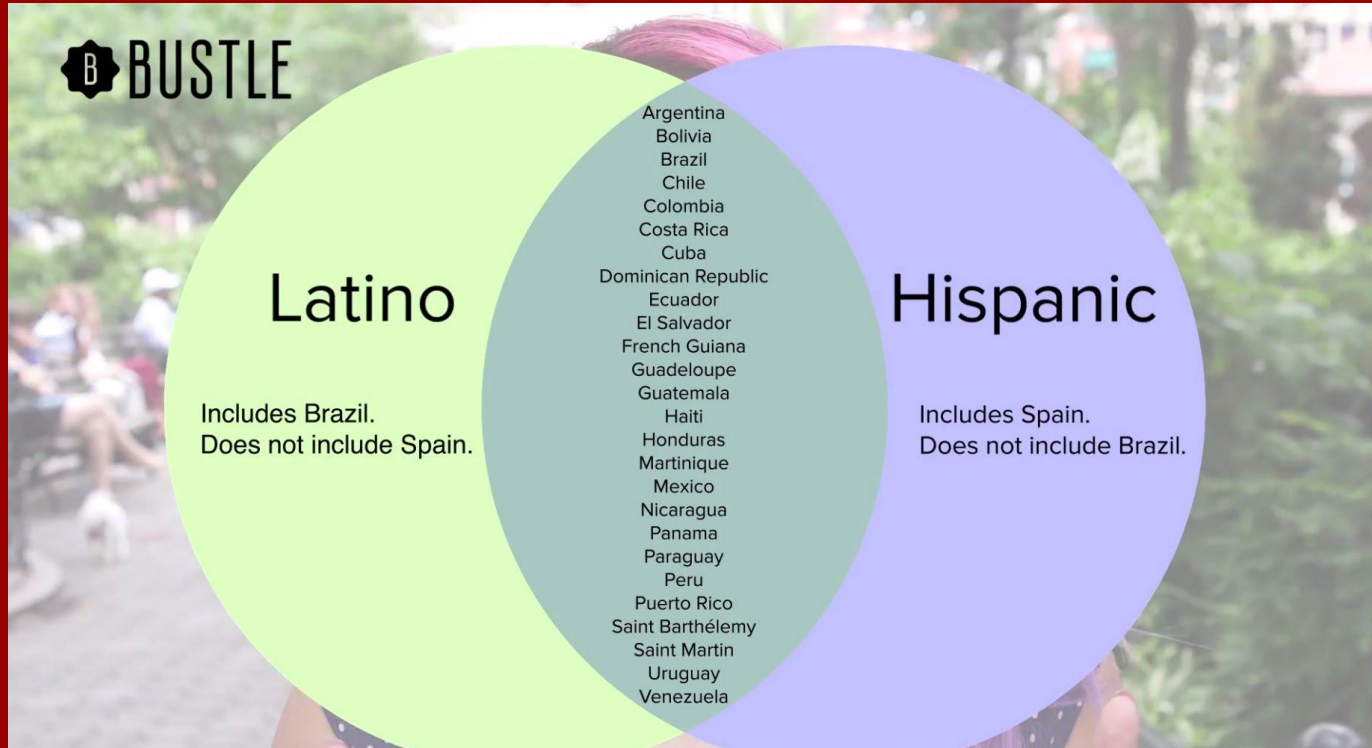 B BUSTLE
Latino
Includes Brazil.
Does not include Spain.
Argentina
Bolivia
Brazil
Chile
Colombia
Costa Rica
Cuba
Dominican Republic
Ecuador
El Salvador
French Guiana
Guadeloupe
Guatemala
Haiti
Honduras
Martinique
Mexico
Nicaragua
Panama
Paraguay
Peru
Puerto Rico
Saint Barthélemy
Saint Martin
Uruguay
Venezuela
Hispanic
Includes Spain.
Does not include Brazil.